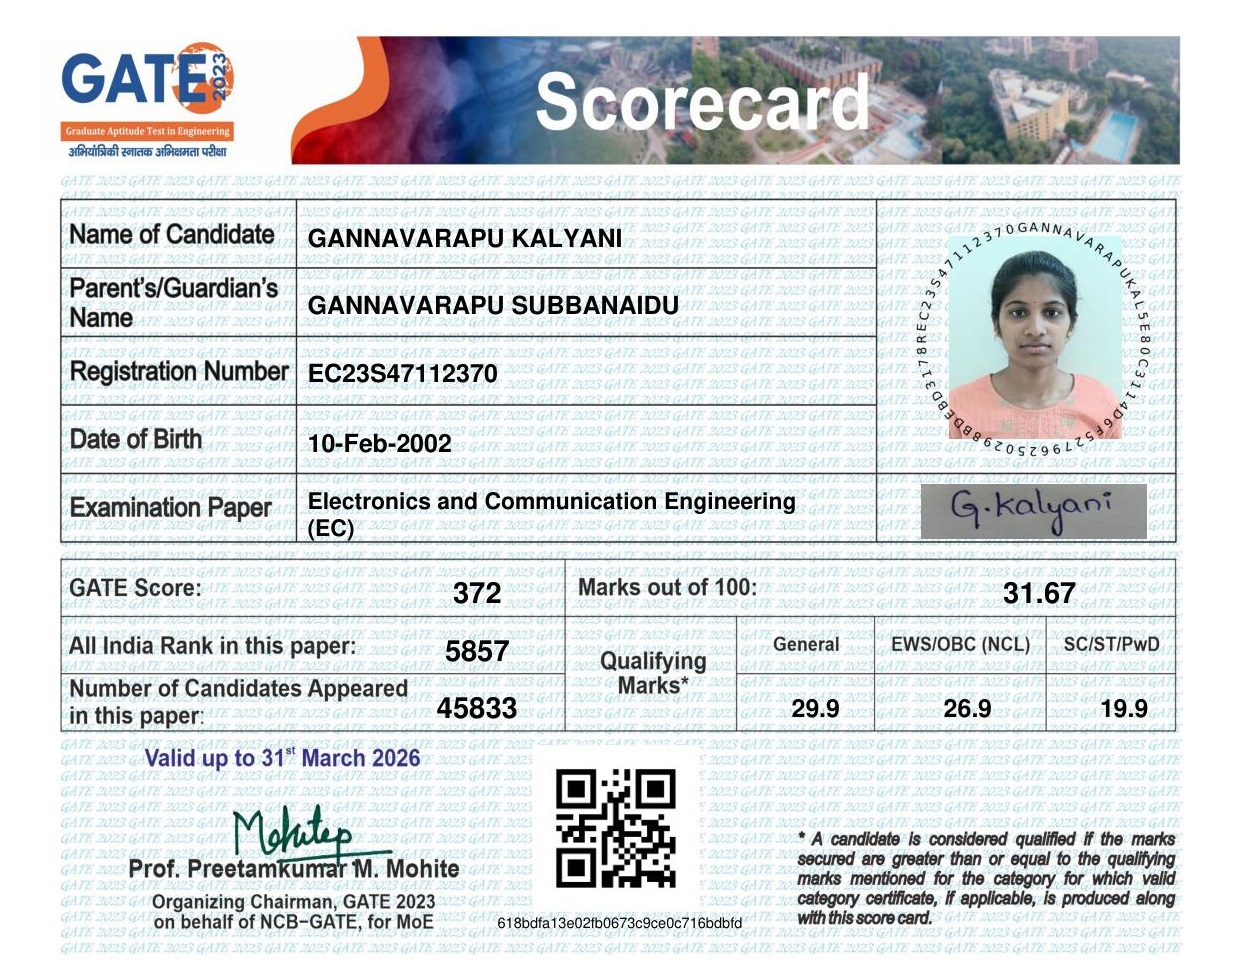 GATE 2023
Graduate Aptitude Test in Engineering
अभियांत्रिकी स्नातक अभिक्षमता परीक्षा
Scorecard
Name of Candidate GANNAVARAPU KALYANI
Parent's/Guardian's Name GANNAVARAPU SUBBANAIDU
Registration Number EC23S47112370
Date of Birth 10-Feb-2002
Examination Paper Electronics and Communication Engineering (EC)
G.Kalyani
GATE Score: 372 Marks out of 100: 31.67
All India Rank in this paper: 5857
Number of Candidates Appeared in this paper: 45833
Qualifying Marks*
General EWS/OBC (NCL) SC/ST/PwD
29.9 26.9 19.9
Valid up to 31st March 2026
Mohitep
Prof. Preetamkumar M. Mohite
Organizing Chairman, GATE 2023
on behalf of NCB–GATE, for MoE
618bdfa13e02fb0673c9ce0c716bdbfd
* A candidate is considered qualified if the marks
secured are greater than or equal to the qualifying
marks mentioned for the category for which valid
category certificate, if applicable, is produced along
with this score card.